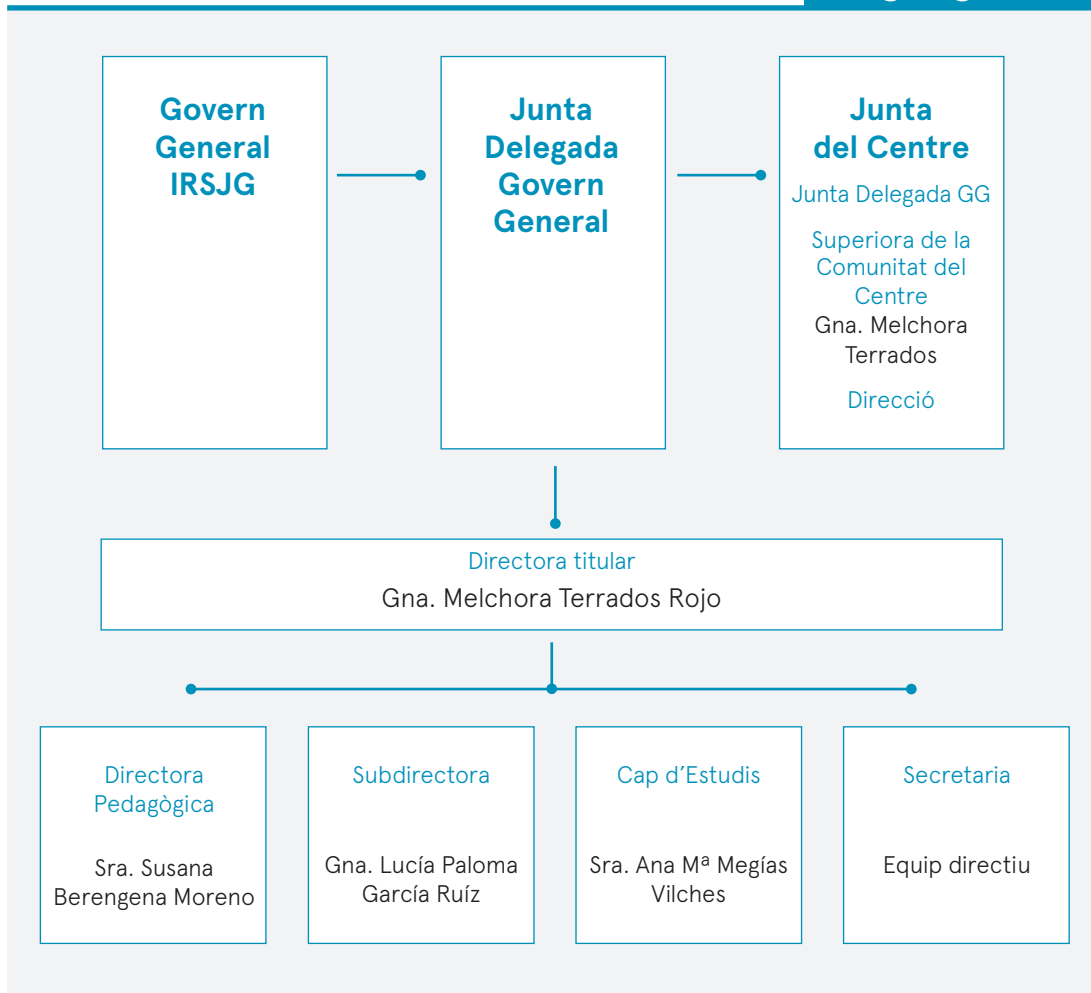 Govern
General
IRSJG
Junta
Delegada
Govern
General
Junta
del Centre
Junta Delegada GG
Superiora de la
Comunitat del
Centre
Gna. Melchora
Terrados
Direcció
Directora titular
Gna. Melchora Terrados Rojo
Directora
Pedagògica
Sra. Susana
Berengena Moreno
Subdirectora
Gna. Lucía Paloma
García Ruíz
Cap d'Estudis
Sra. Ana Mª Megías
Vilches
Secretaria
Equip directiu